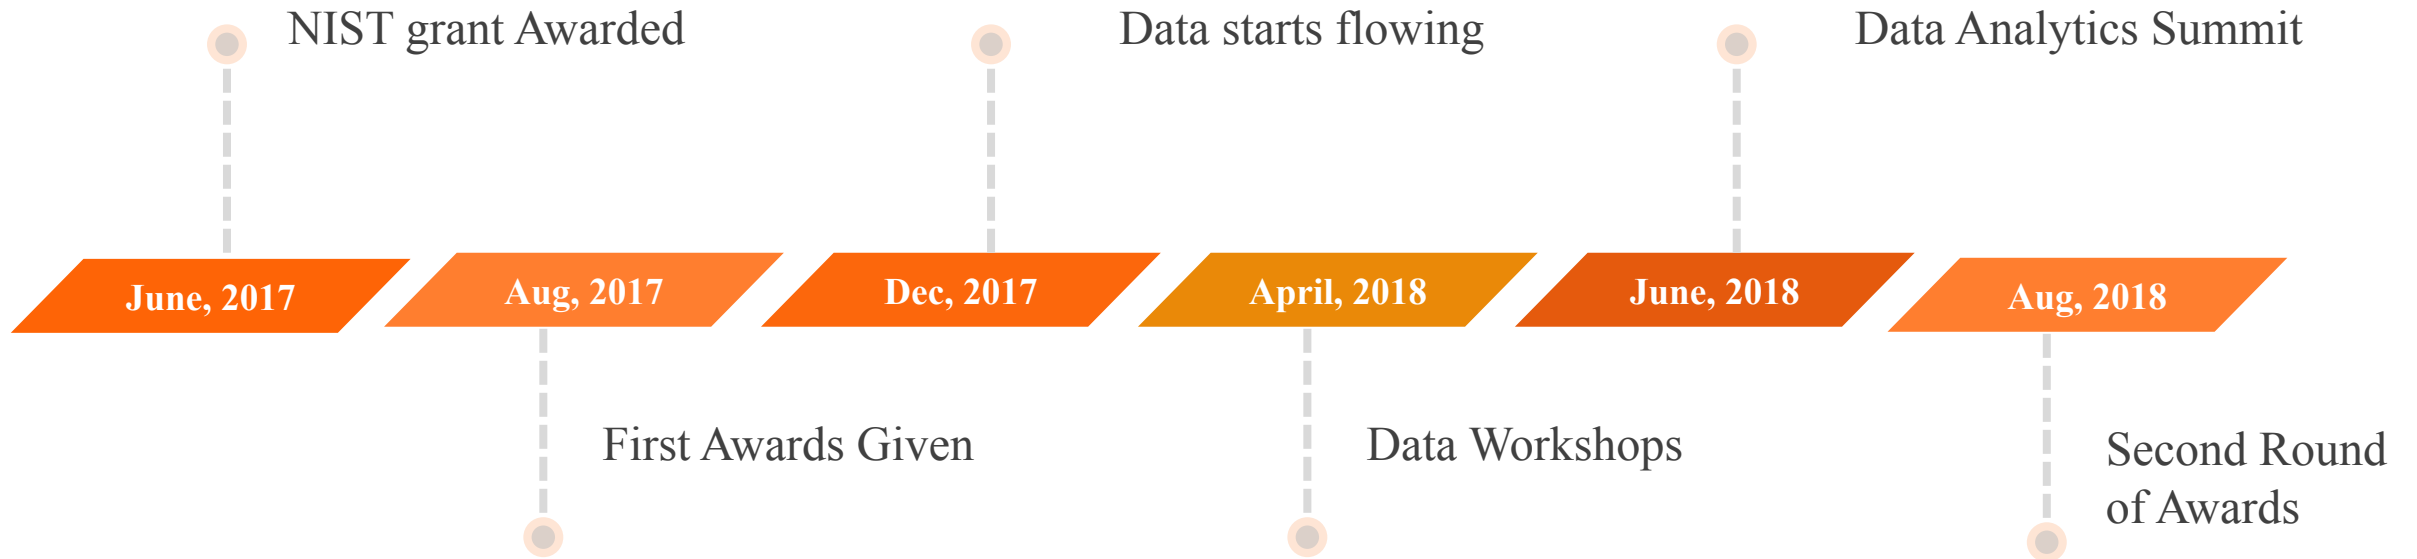 NIST grant Awarded
Data starts flowing
Data Analytics Summit
June, 2017
Aug, 2017
Dec, 2017
April, 2018
June, 2018
Aug, 2018
First Awards Given
Data Workshops
Second Round
of Awards